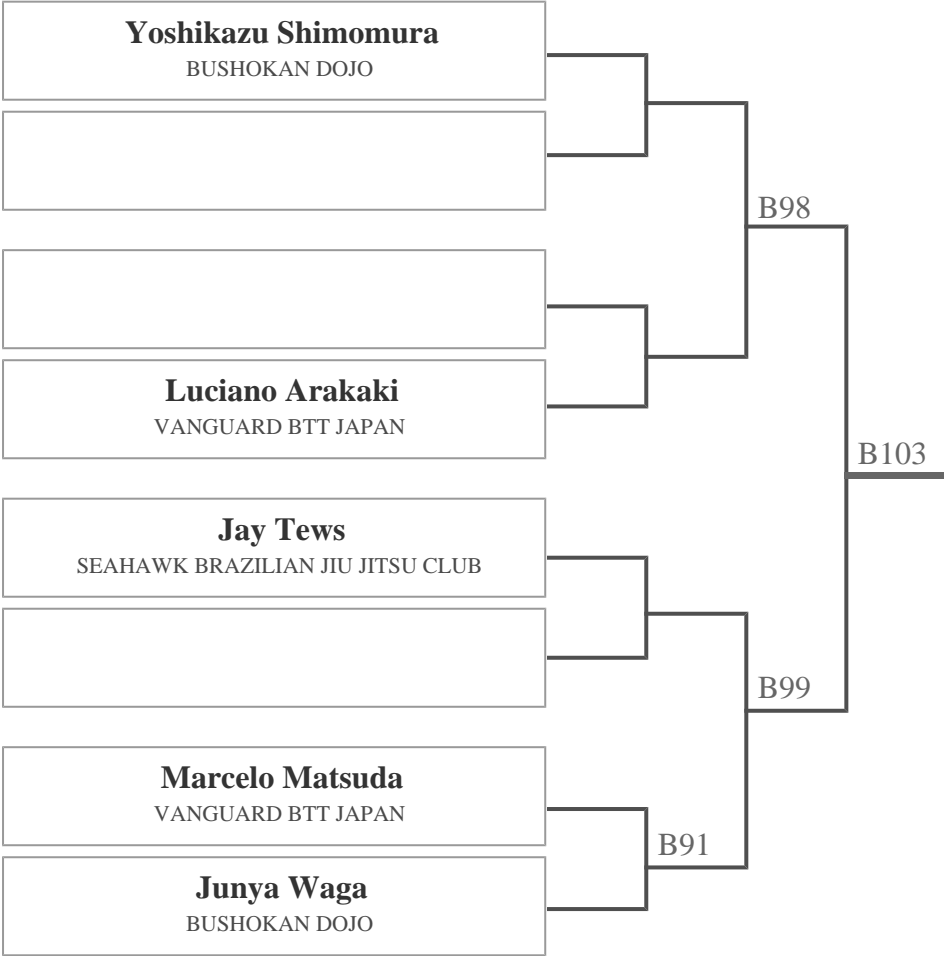 Yoshikazu Shimomura
BUSHOKAN DOJO
B98
Luciano Arakaki
VANGUARD BTT JAPAN
B103
Jay Tews
SEAHAWK BRAZILIAN JIU JITSU CLUB
B99
Marcelo Matsuda
VANGUARD BTT JAPAN
B91
Junya Waga
BUSHOKAN DOJO